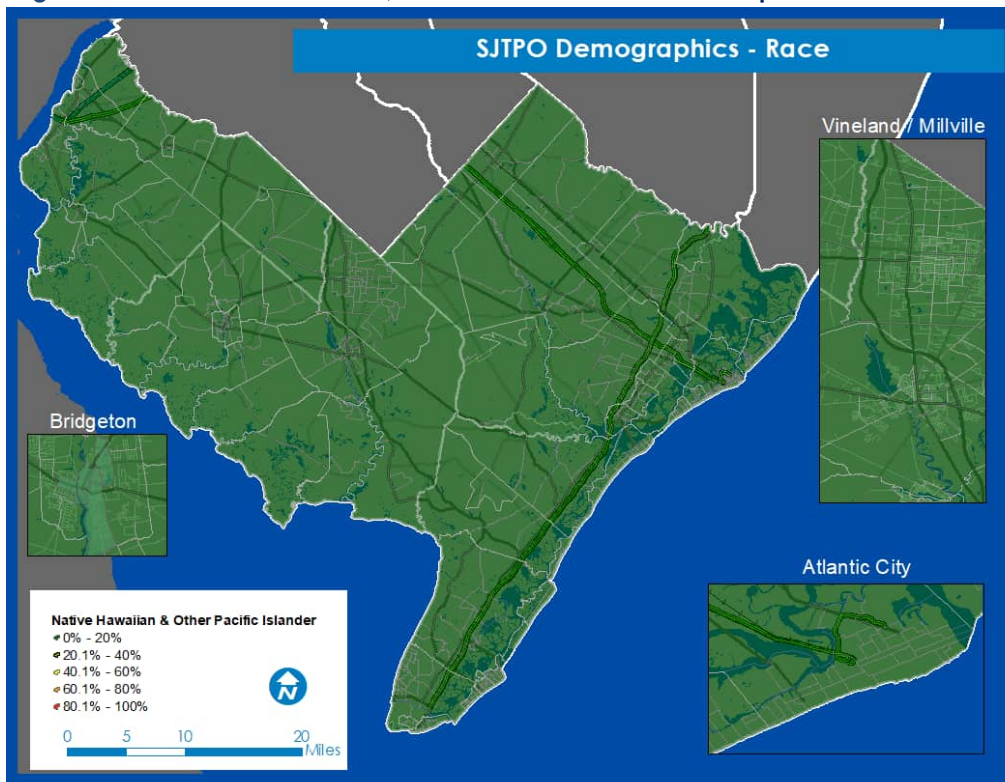 SJTPO Demographics - Race
Vineland / Millville
Bridgeton
Atlantic City
Native Hawaiian & Other Pacific Islander
0% - 20%
20.1% - 40%
40.1% - 60%
60.1% - 80%
80.1% - 100%
N
0 5 10 20
Miles